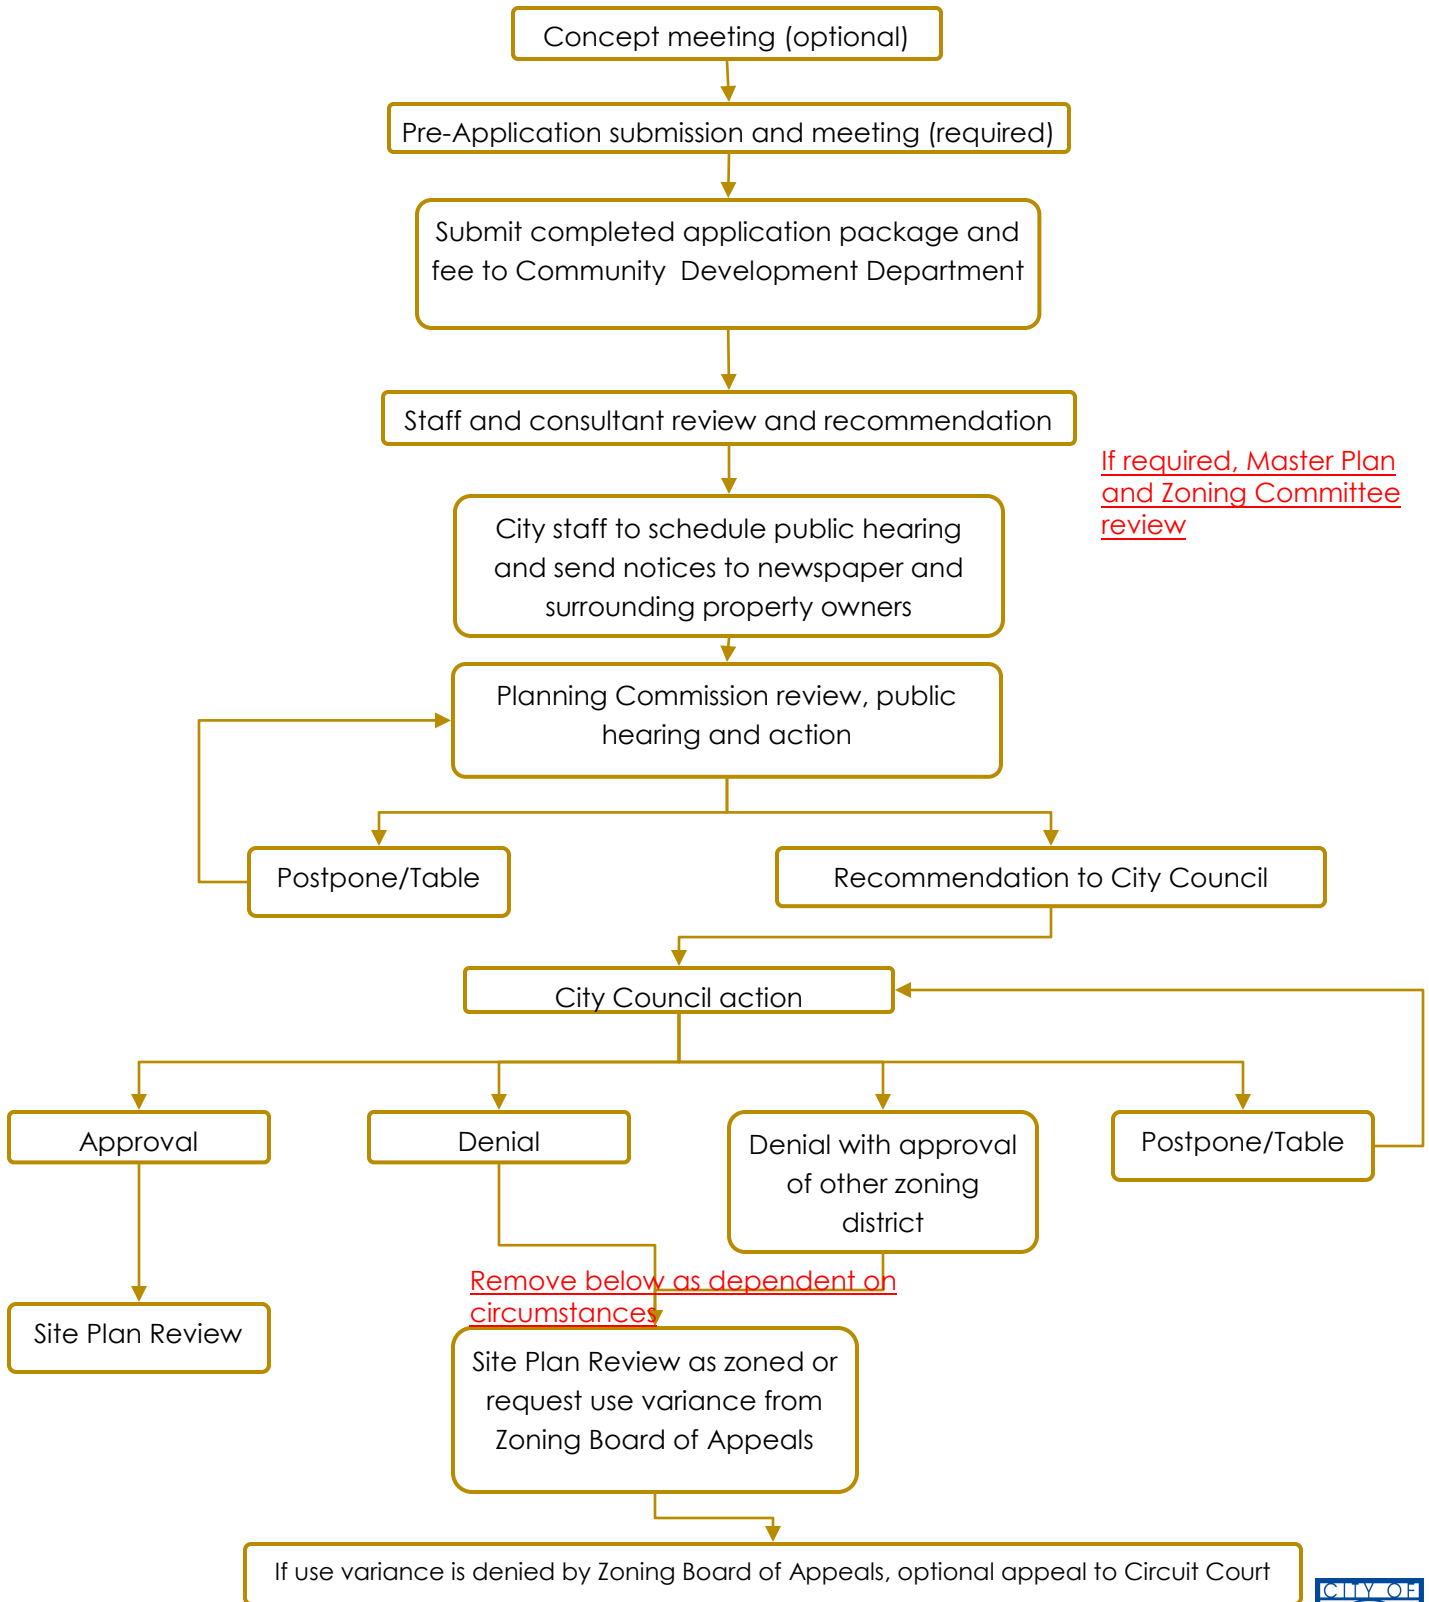 Concept meeting (optional)
Pre-Application submission and meeting (required)
Submit completed application package and
fee to Community Development Department
Staff and consultant review and recommendation
If required, Master Plan
and Zoning Committee
review
City staff to schedule public hearing
and send notices to newspaper and
surrounding property owners
Planning Commission review, public
hearing and action
Postpone/Table
Recommendation to City Council
City Council action
Approval
Denial
Denial with approval
of other zoning
district
Postpone/Table
Remove below as dependent on
circumstances
Site Plan Review
Site Plan Review as zoned or
request use variance from
Zoning Board of Appeals
If use variance is denied by Zoning Board of Appeals, optional appeal to Circuit Court
CITY OF